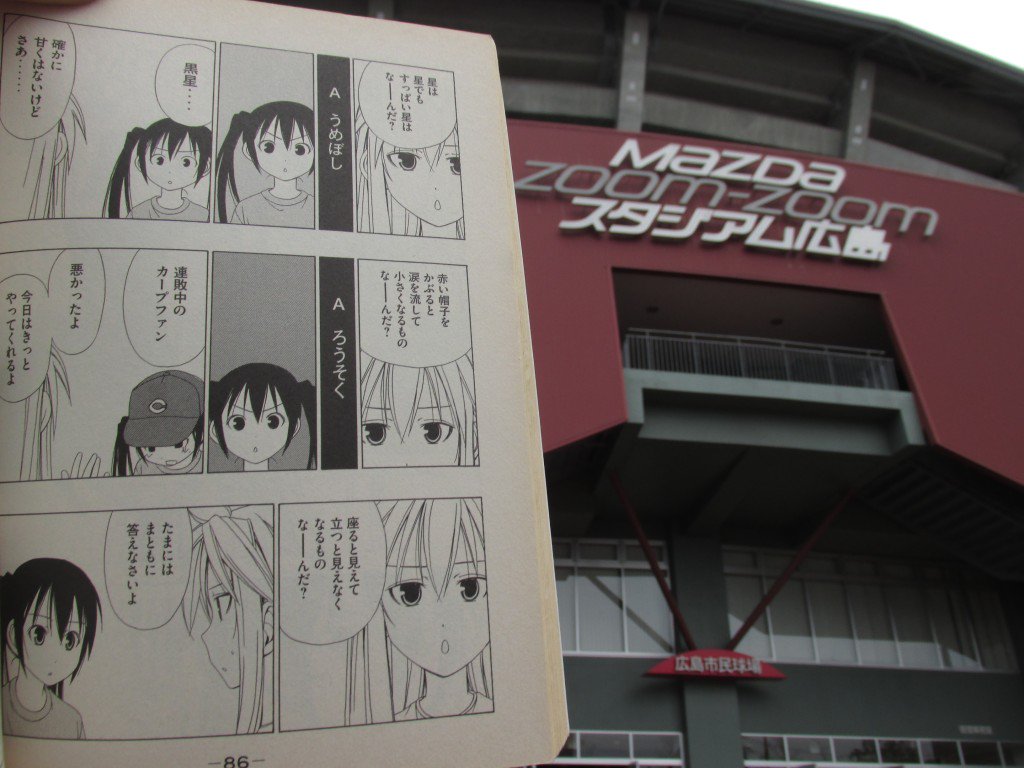 星は
星でも
すっぱい星は
な──んだ?
A うめぼし
黒星‥‥
確かに
甘くはないけど
さあ‥‥‥
赤い帽子を
かぶると
涙を流して
小さくなるもの
な──んだ?
A ろうそく
連敗中の
カープファン
悪かったよ
今日はきっと
やってくれるよ
C
座ると見えて
立つと見えなく
なるもの
な──んだ?
たまには
まともに
答えなさいよ
—86—
MAZDA
ZOOM-ZOOM
スタジアム広島
広島市民球場